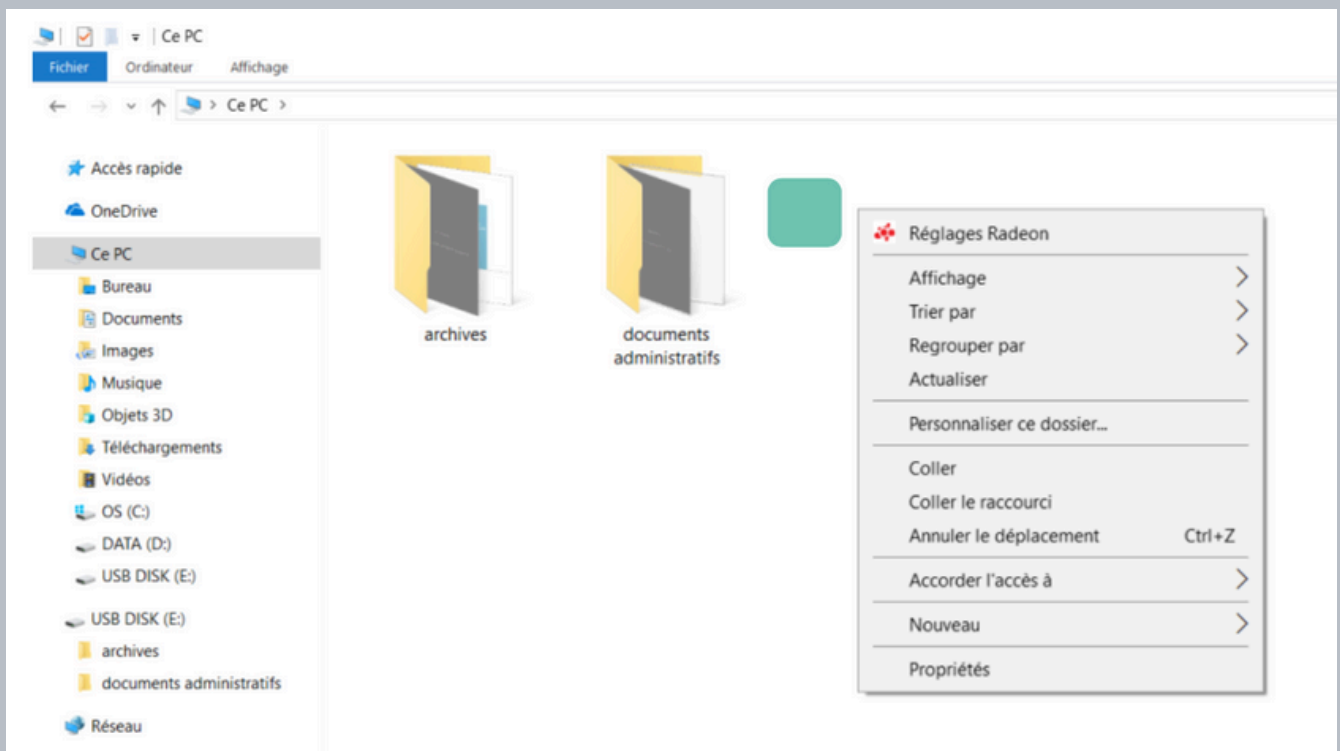 Ce PC
Fichier Ordinateur Affichage
Ce PC
Accès rapide
OneDrive
Ce PC
Bureau
Documents
Images
Musique
Objets 3D
Téléchargements
Vidéos
OS (C:)
DATA (D:)
USB DISK (E:)
USB DISK (E:)
archives
documents administratifs
Réseau
archives
documents
administratifs
Réglages Radeon
Affichage
Trier par
Regrouper par
Actualiser
Personnaliser ce dossier...
Coller
Coller le raccourci
Annuler le déplacement Ctrl+Z
Accorder l'accès à
Nouveau
Propriétés